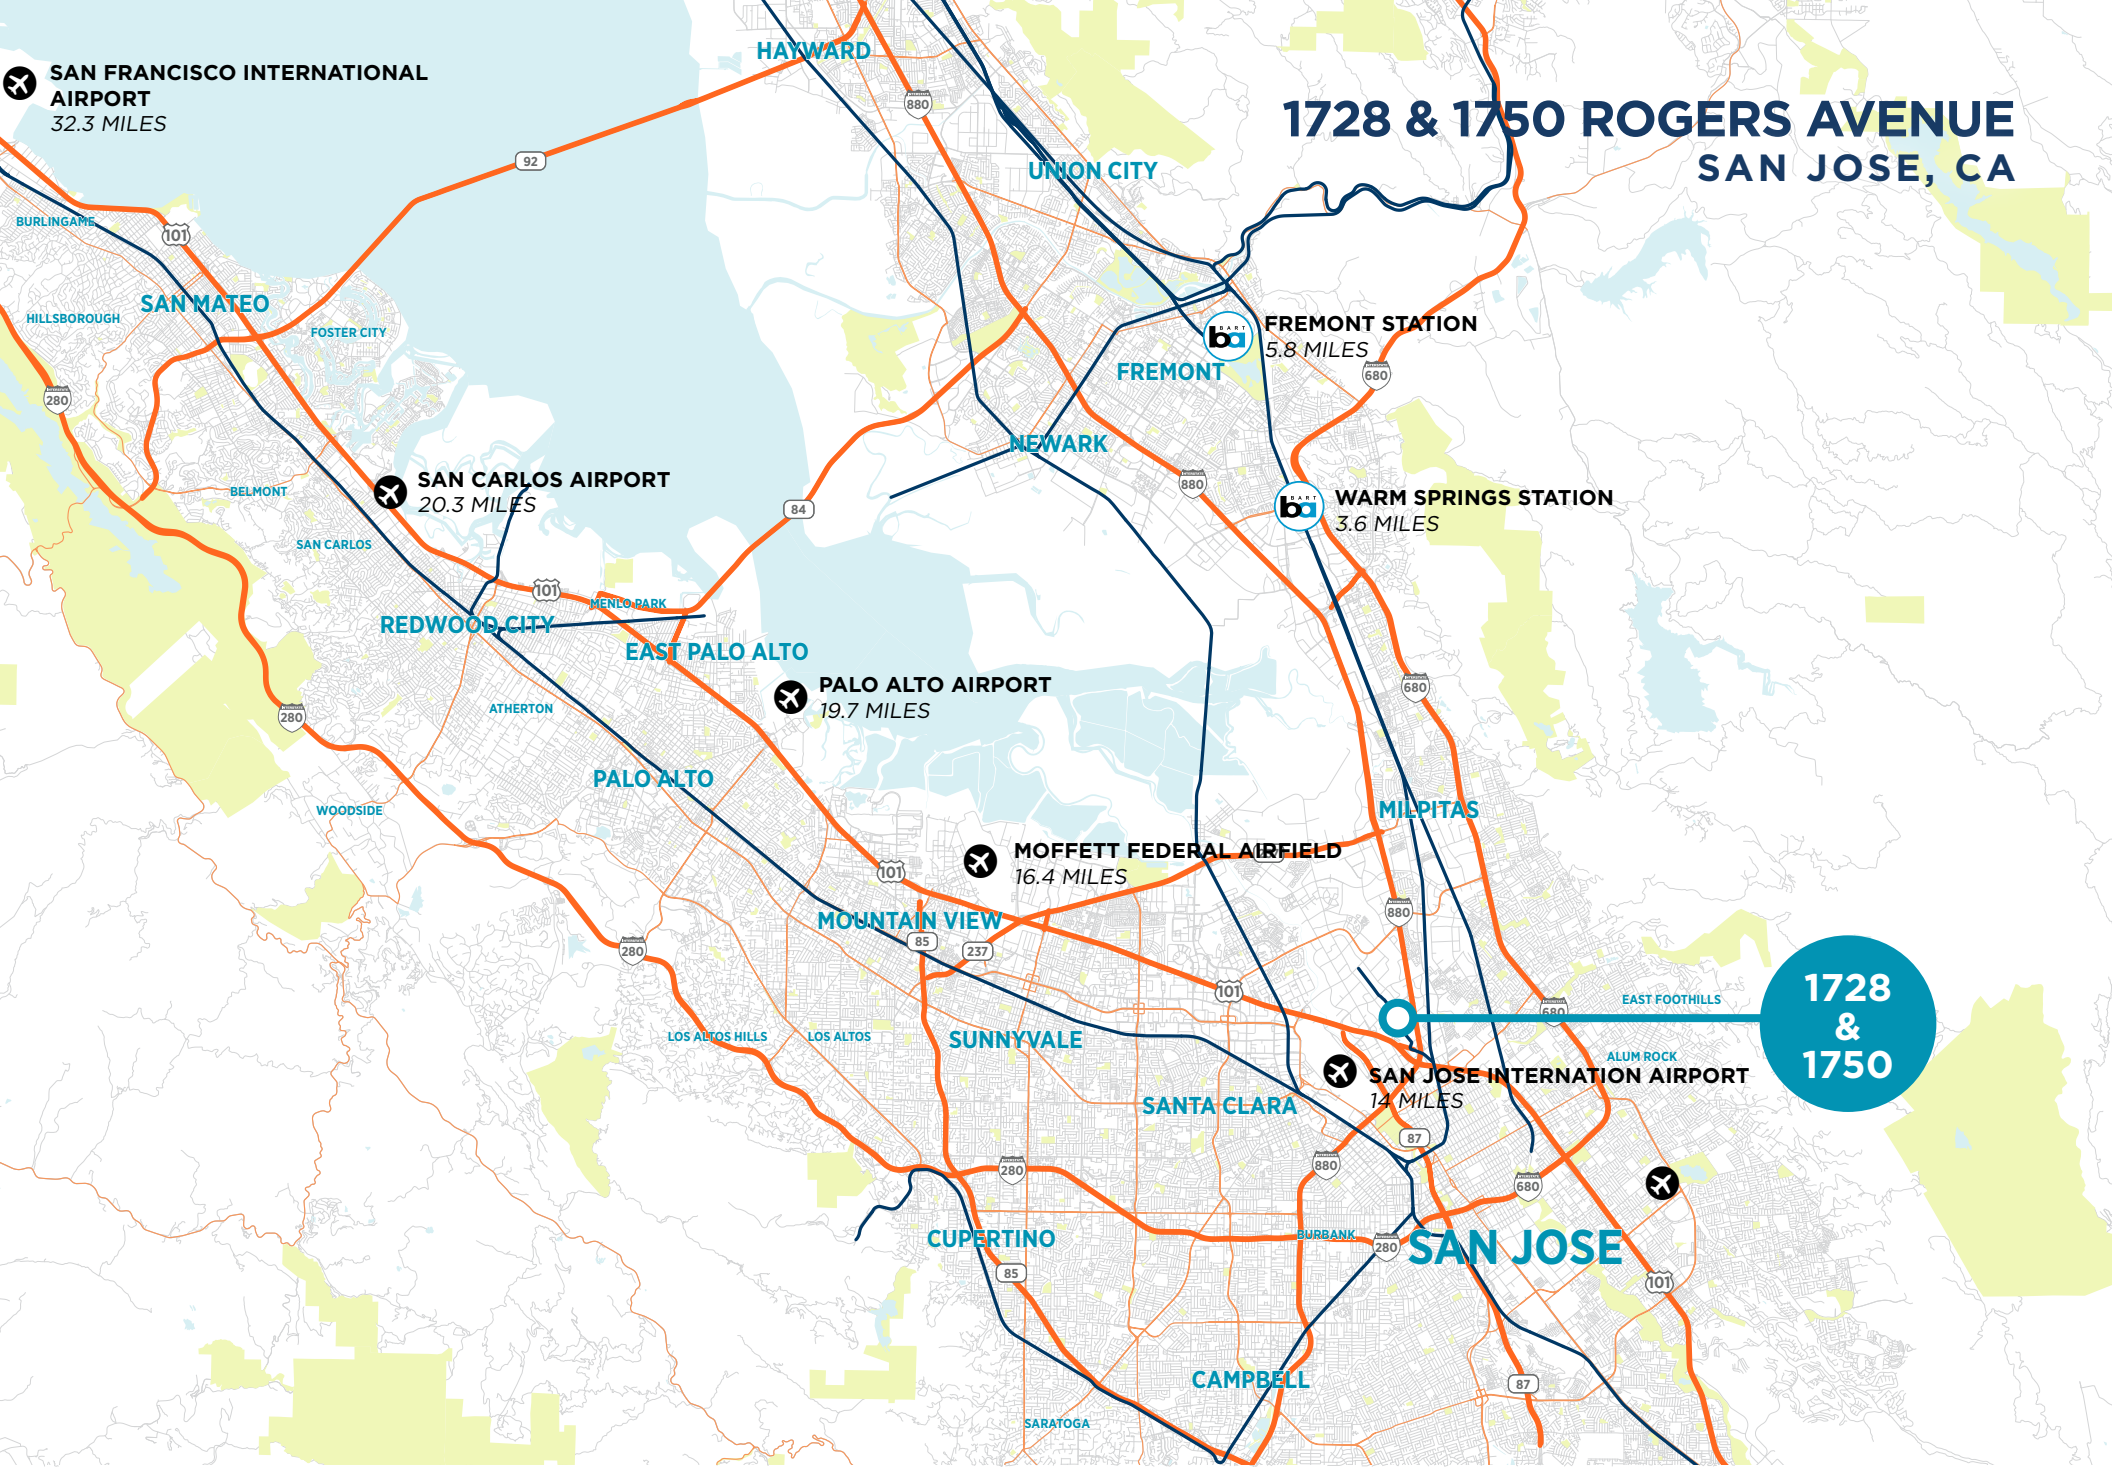 HAYWARD
SAN FRANCISCO INTERNATIONAL
AIRPORT
32.3 MILES
880
1728 & 1750 ROGERS AVENUE
SAN JOSE, CA
92
UNION CITY
BURLINGAME
101
SAN MATEO
HILLSBOROUGH
FOSTER CITY
BART
ba
FREMONT STATION
5.8 MILES
FREMONT
680
280
NEWARK
SAN CARLOS AIRPORT
20.3 MILES
BELMONT
880
84
BART
ba
WARM SPRINGS STATION
3.6 MILES
SAN CARLOS
101
MENLO PARK
REDWOOD CITY
EAST PALO ALTO
PALO ALTO AIRPORT
19.7 MILES
680
ATHERTON
280
PALO ALTO
WOODSIDE
MILPITAS
MOFFETT FEDERAL AIRFIELD
16.4 MILES
101
880
MOUNTAIN VIEW
85
237
280
101
1728
&
1750
EAST FOOTHILLS
680
LOS ALTOS HILLS
LOS ALTOS
SUNNYVALE
ALUM ROCK
SAN JOSE INTERNATION AIRPORT
14 MILES
SANTA CLARA
87
880
280
680
CUPERTINO
BURBANK
280
SAN JOSE
85
101
CAMPBELL
87
SARATOGA